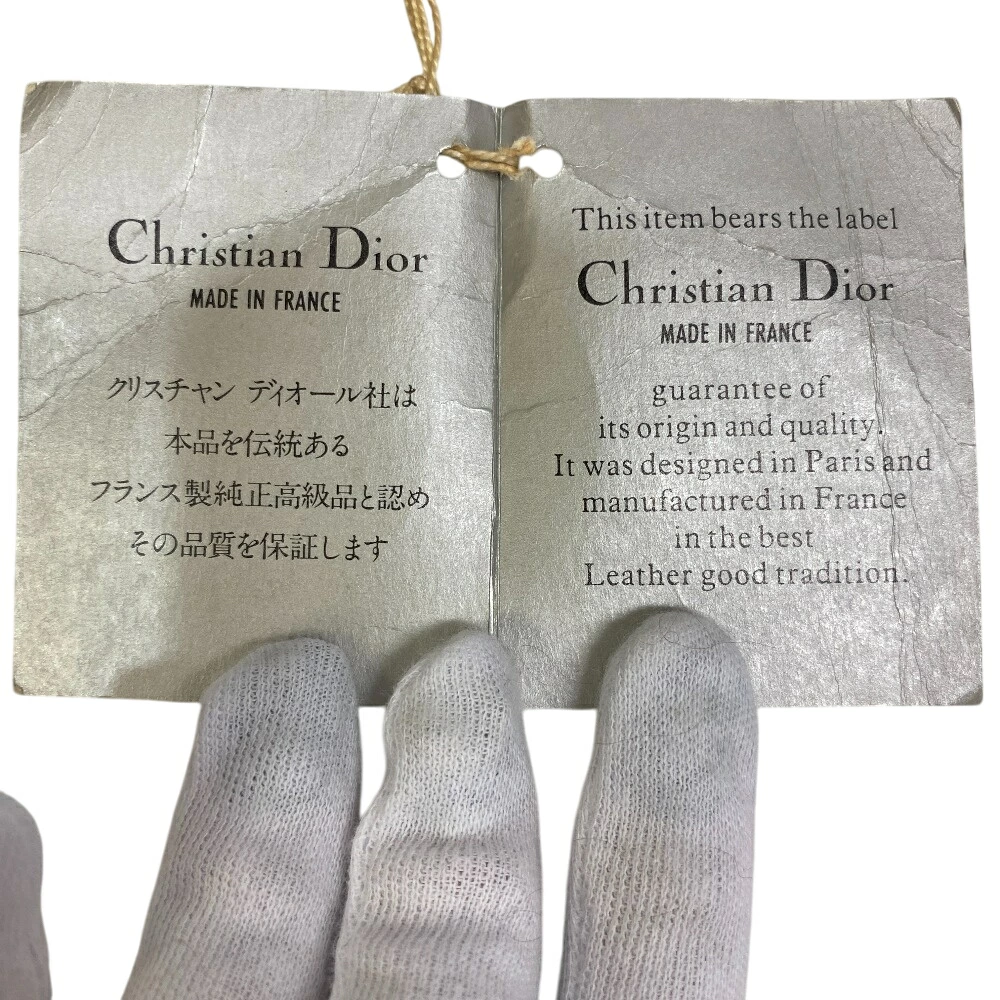 Christian Dior
MADE IN FRANCE
クリスチャン ディオール社は
本品を伝統ある
フランス製純正高級品と認め
その品質を保証します
This item bears the label
Christian Dior
MADE IN FRANCE
guarantee of
its origin and quality.
It was designed in Paris and
manufactured in France
in the best
Leather good tradition.